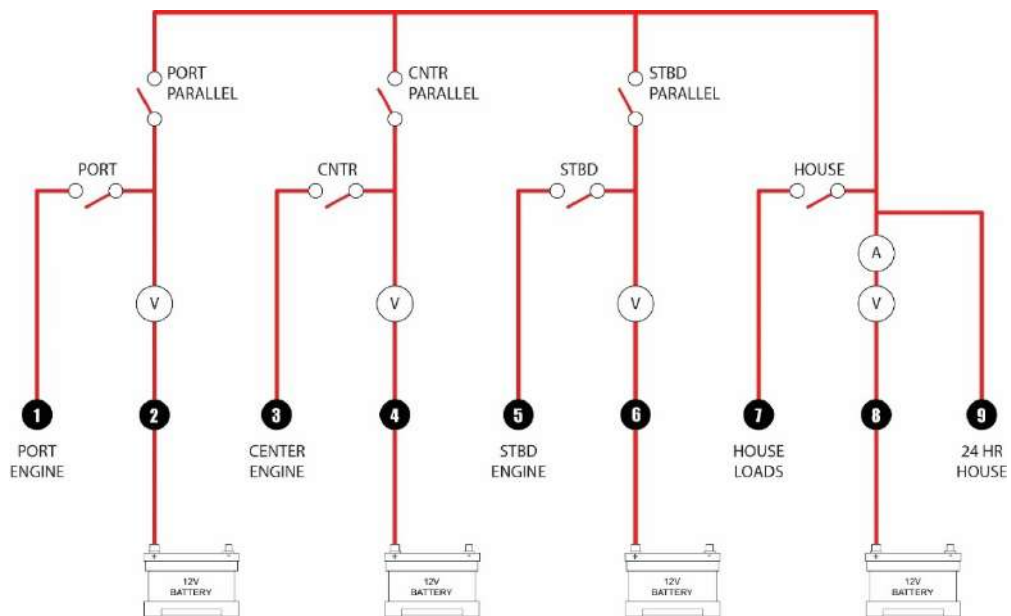 PORT
PARALLEL
CNTR
PARALLEL
STBD
PARALLEL
PORT
CNTR
STBD
HOUSE
A
V
V
V
V
1
2
3
4
5
6
7
8
9
PORT
ENGINE
CENTER
ENGINE
STBD
ENGINE
HOUSE
LOADS
24 HR
HOUSE
+
-
+
-
+
-
+
-
12V
BATTERY
12V
BATTERY
12V
BATTERY
12V
BATTERY